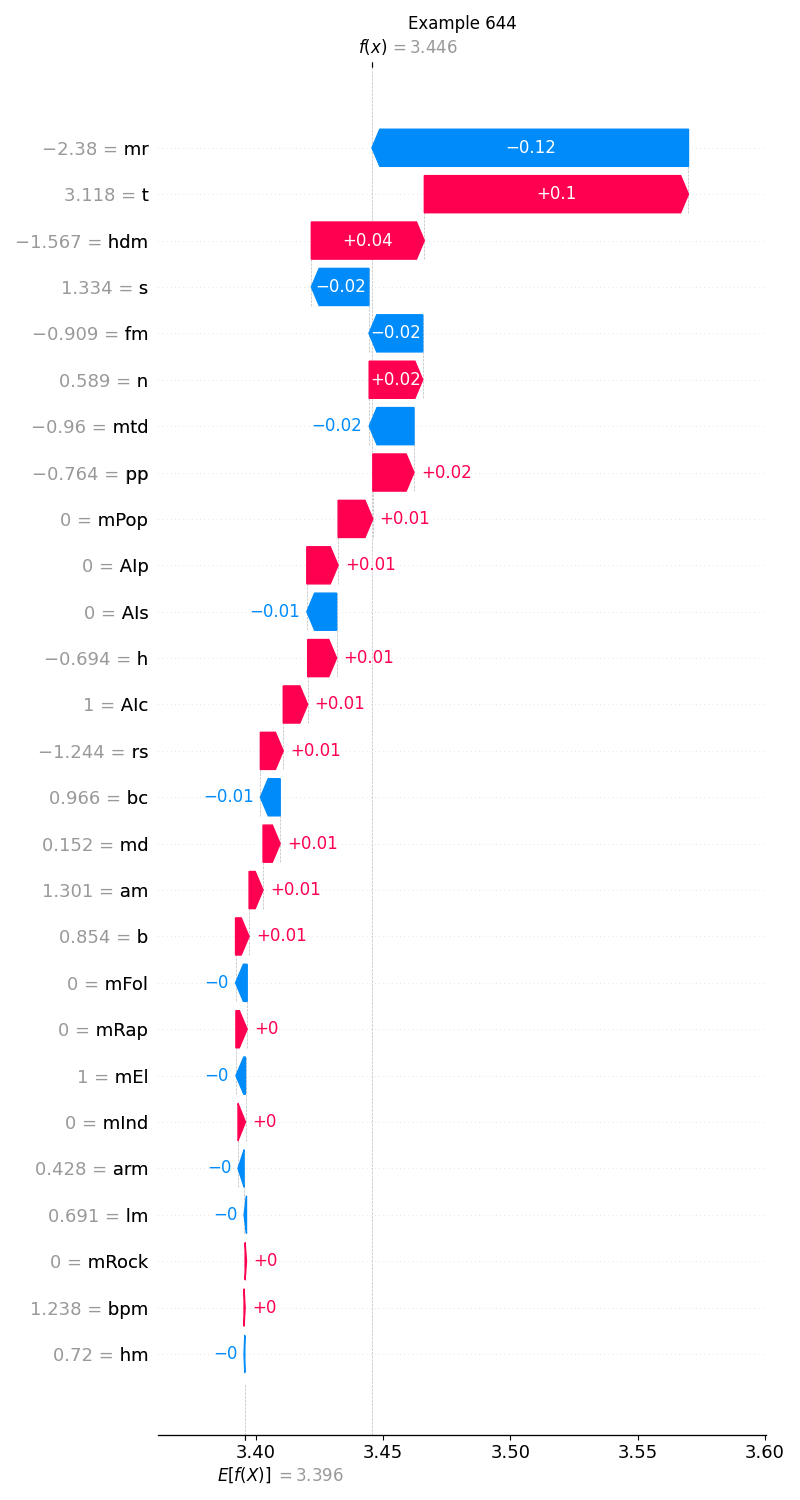 Example 644
f(x) = 3.446
−2.38 = mr −0.12
3.118 = t +0.1
−1.567 = hdm +0.04
1.334 = s −0.02
−0.909 = fm −0.02
0.589 = n +0.02
−0.96 = mtd −0.02
−0.764 = pp +0.02
0 = mPop +0.01
0 = AIp +0.01
0 = AIs −0.01
−0.694 = h +0.01
1 = AIc +0.01
−1.244 = rs +0.01
0.966 = bc −0.01
0.152 = md +0.01
1.301 = am +0.01
0.854 = b +0.01
0 = mFol −0
0 = mRap +0
1 = mEl −0
0 = mInd +0
0.428 = arm −0
0.691 = lm −0
0 = mRock +0
1.238 = bpm +0
0.72 = hm −0
3.40 3.45 3.50 3.55 3.60
E[f(X)] = 3.396